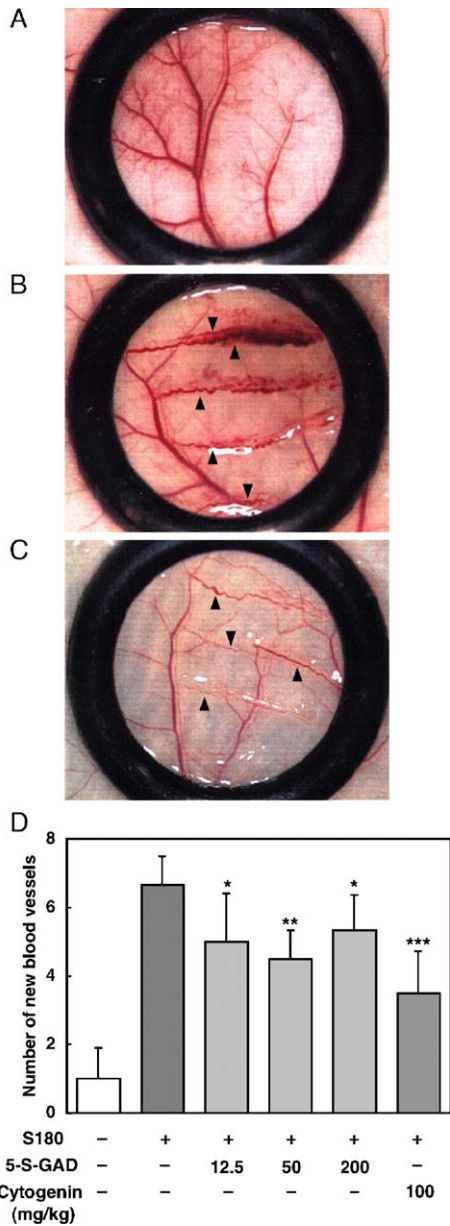 A
B
C
D
Number of new blood vessels
8
6
4
2
0
*
**
*
***
S180 – + + + + +
5-S-GAD – – 12.5 50 200 –
Cytogenin – – – – – 100
(mg/kg)